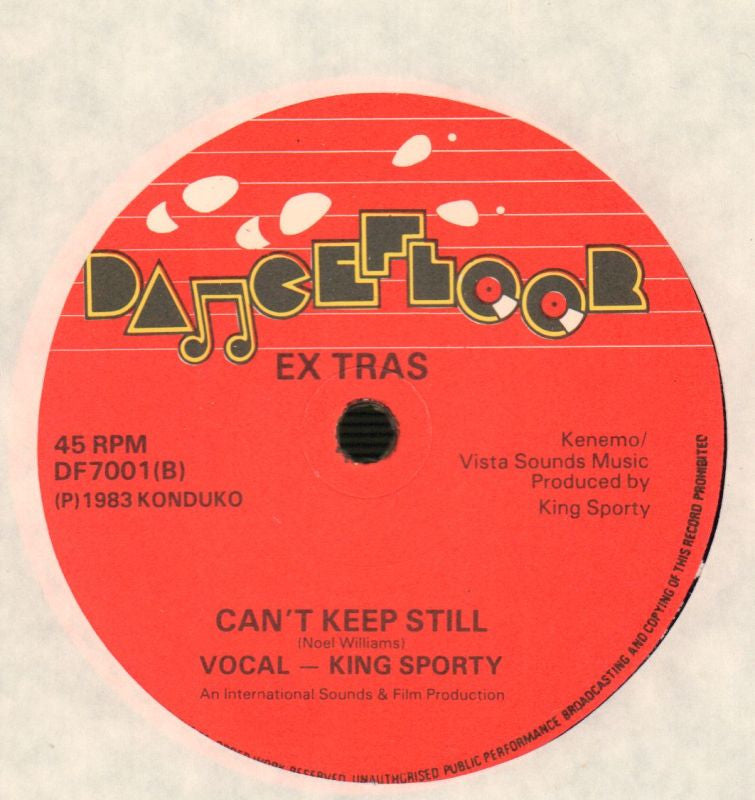 DANCEFLOOR
EX TRAS
45 RPM
DF7001(B)
(P)1983 KONDUKO
Kenemo/
Vista Sounds Music
Produced by
King Sporty
CAN'T KEEP STILL
(Noel Williams)
VOCAL – KING SPORTY
An International Sounds & Film Production
WORK RESERVED. UNAUTHORISED PUBLIC PERFORMANCE BROADCASTING AND COPYING OF THIS RECORD PROHIBITED